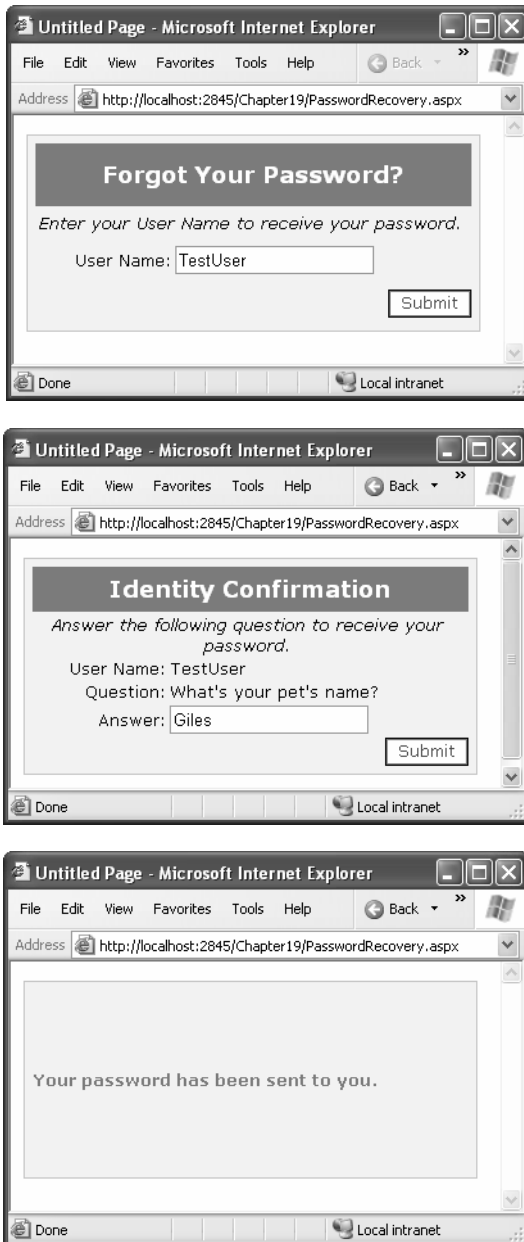 Untitled Page - Microsoft Internet Explorer
File Edit View Favorites Tools Help Back »
Address http://localhost:2845/Chapter19/PasswordRecovery.aspx
Forgot Your Password?
Enter your User Name to receive your password.
User Name: TestUser
Submit
Done Local intranet
Untitled Page - Microsoft Internet Explorer
File Edit View Favorites Tools Help Back »
Address http://localhost:2845/Chapter19/PasswordRecovery.aspx
Identity Confirmation
Answer the following question to receive your
password.
User Name: TestUser
Question: What's your pet's name?
Answer: Giles
Submit
Done Local intranet
Untitled Page - Microsoft Internet Explorer
File Edit View Favorites Tools Help Back »
Address http://localhost:2845/Chapter19/PasswordRecovery.aspx
Your password has been sent to you.
Done Local intranet